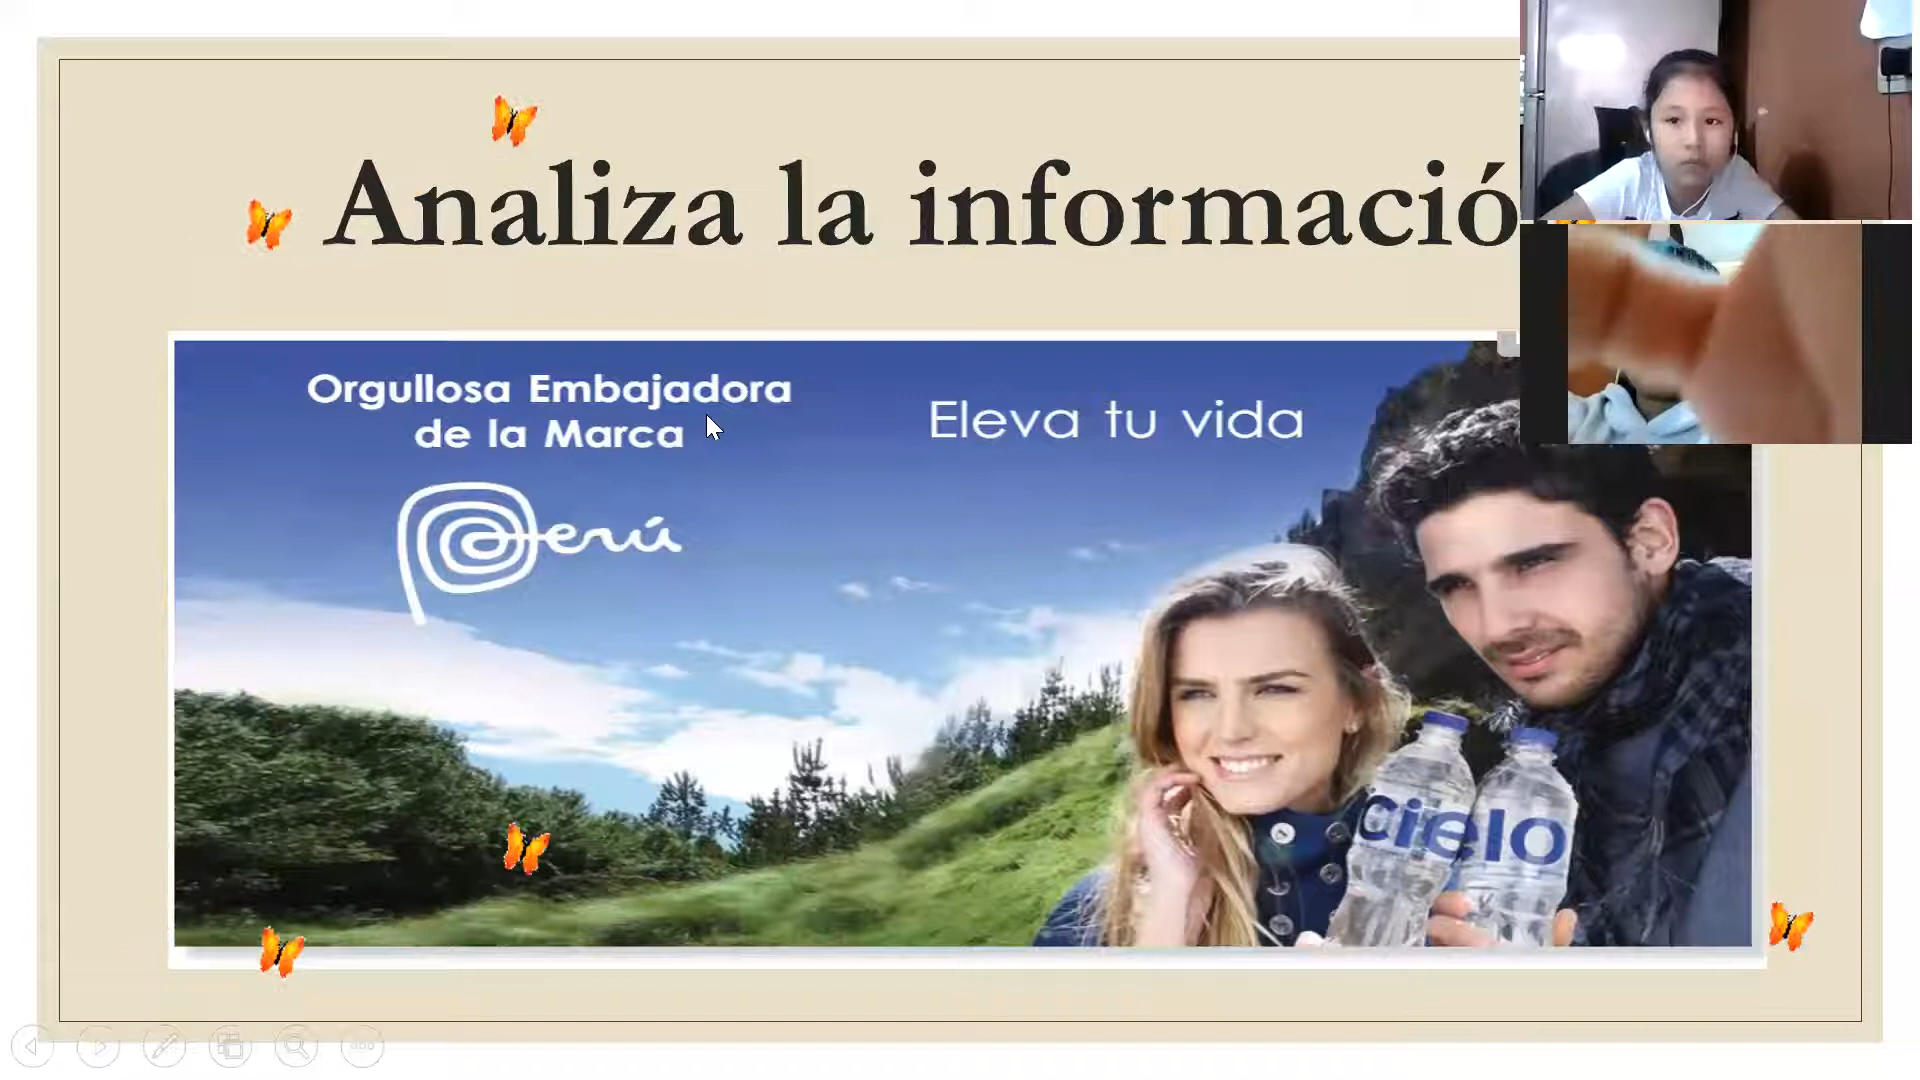 Analiza la informació
Orgullosa Embajadora
de la Marca
Perú
Eleva tu vida
cielo